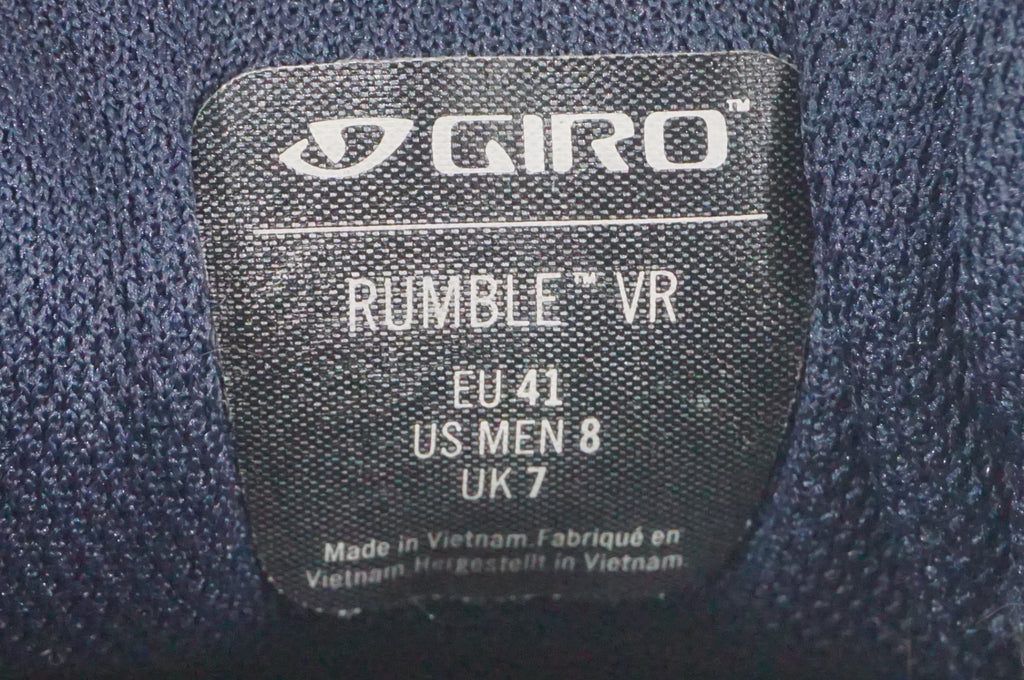 GIRO™
RUMBLE™ VR
EU 41
US MEN 8
UK 7
Made in Vietnam.Fabriqué en
Vietnam Hergestellt in Vietnam.